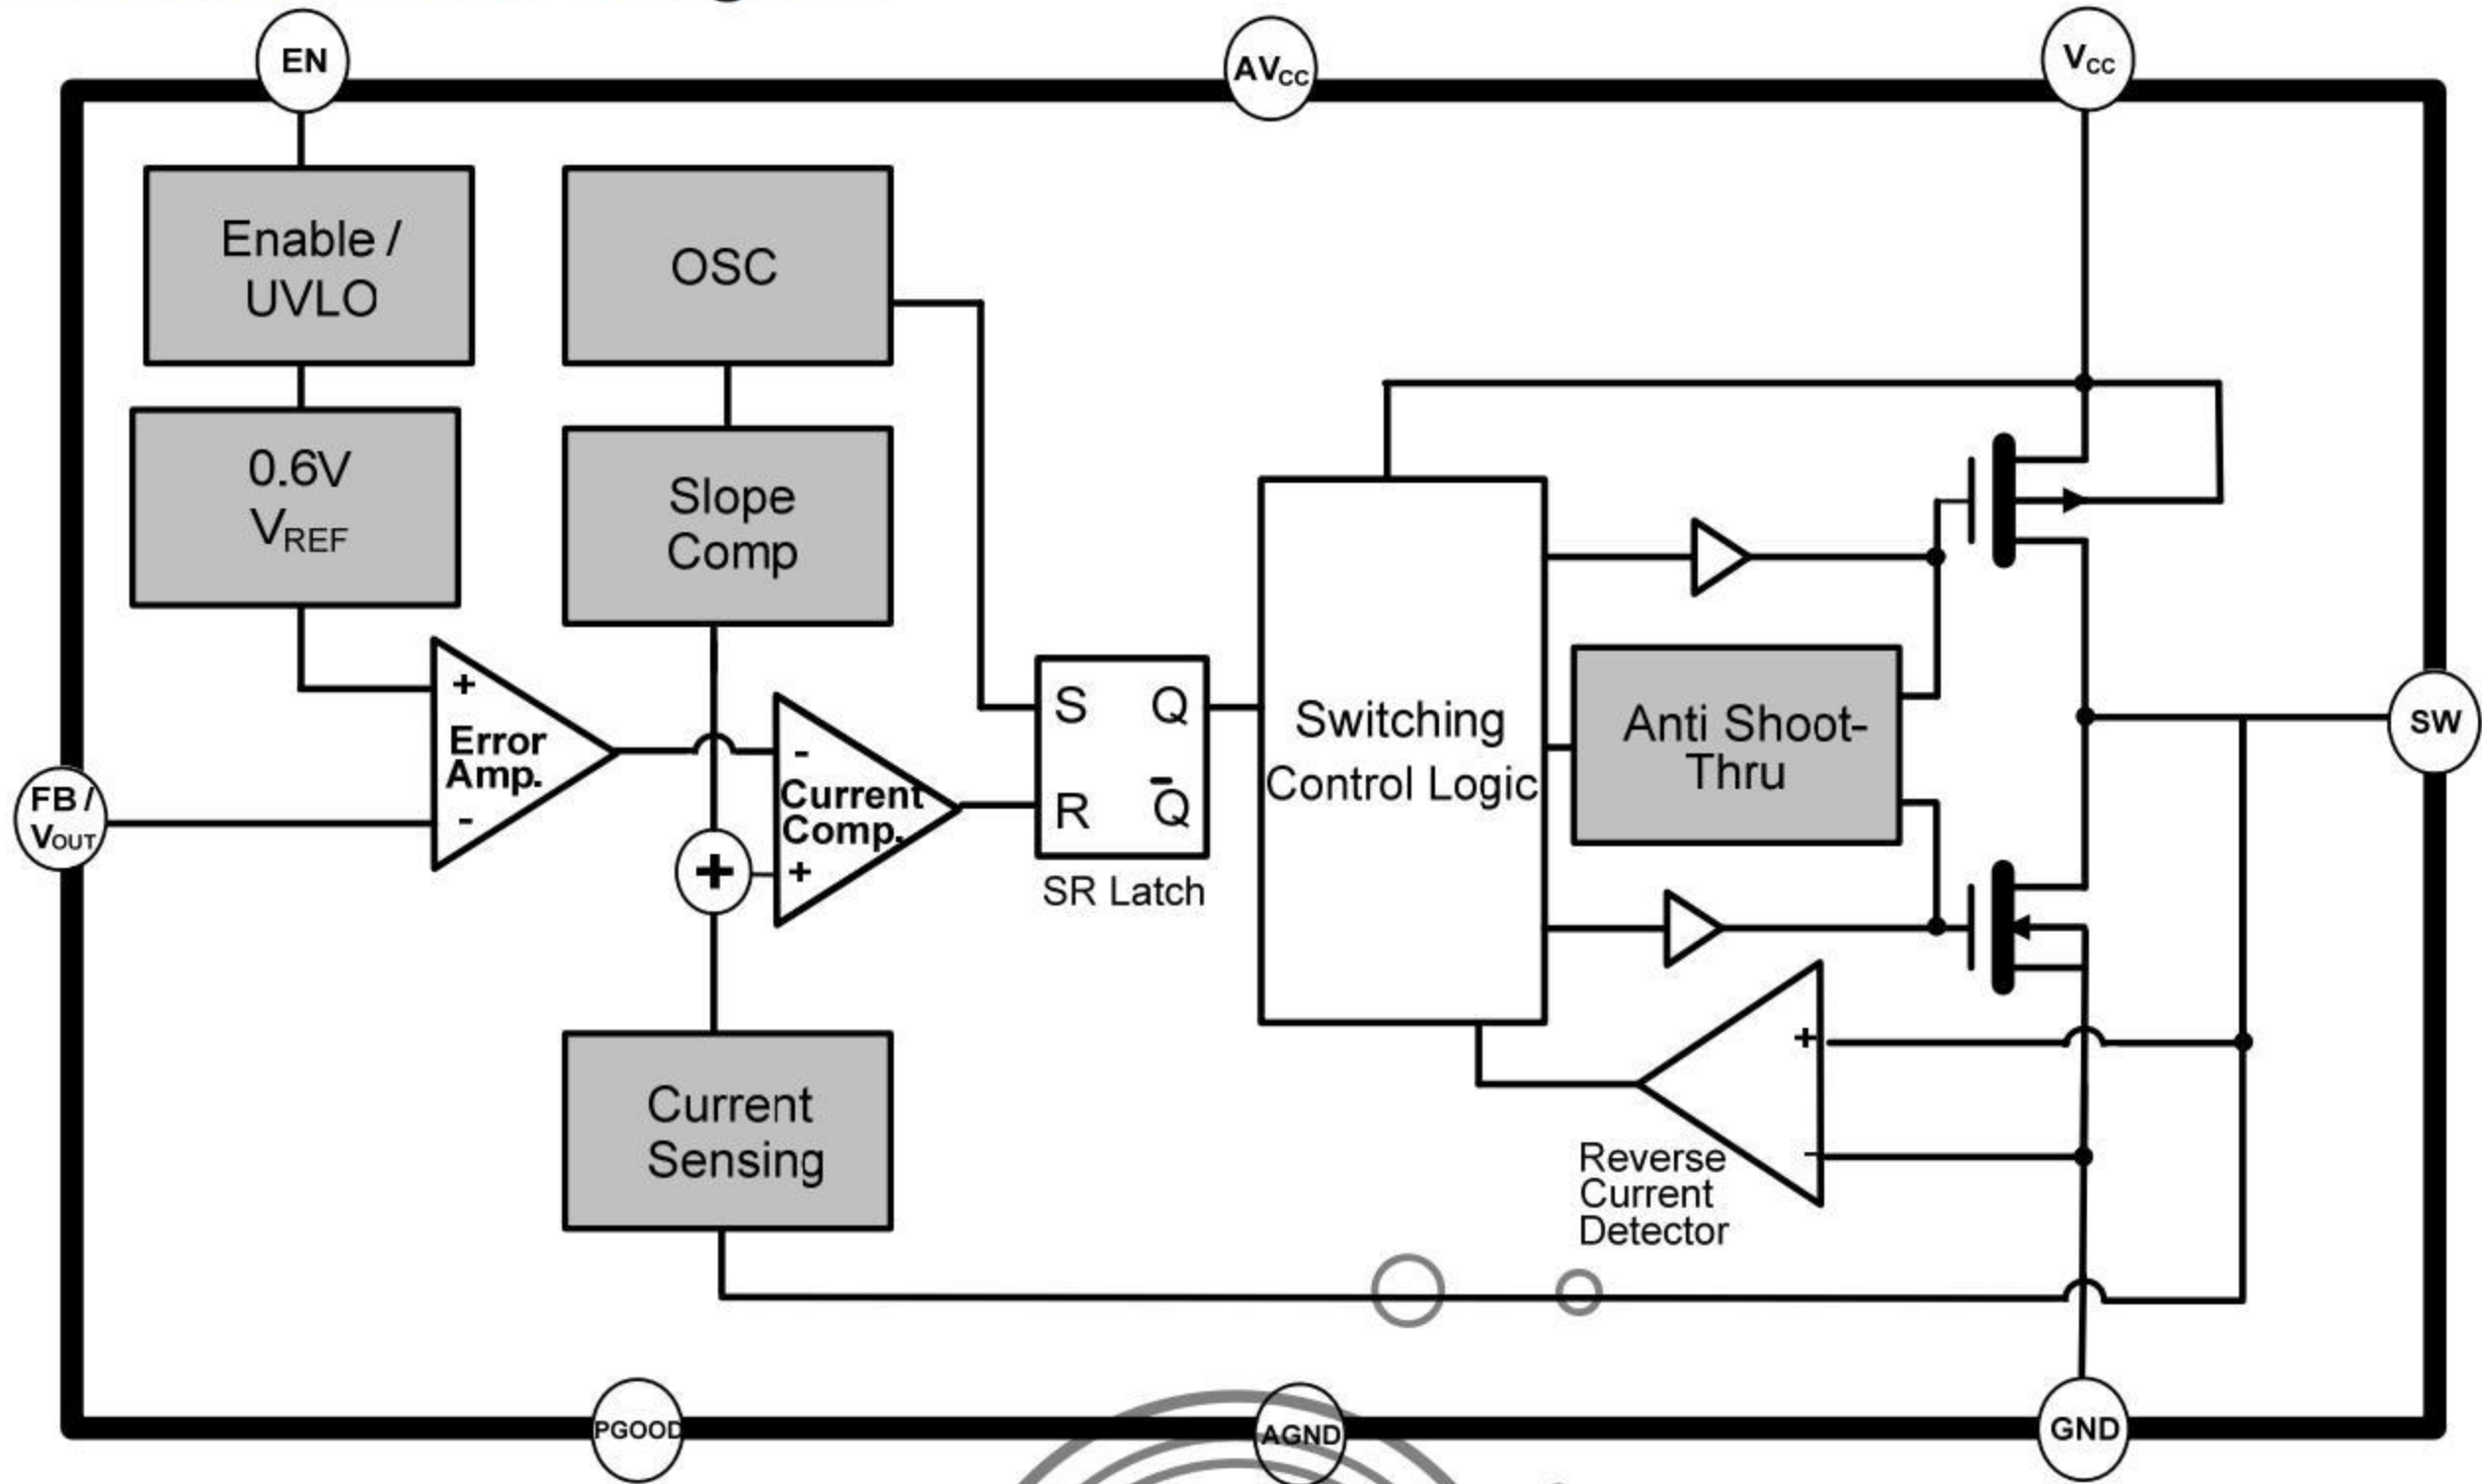 EN
AVCC
VCC
Enable /
UVLO
OSC
0.6V
VREF
Slope
Comp
+
Error
Amp.
-
FB /
VOUT
-
Current
Comp.
+
+
S Q
R Q̅
SR Latch
Switching
Control Logic
Anti Shoot-
Thru
SW
Current
Sensing
+
-
Reverse
Current
Detector
PGOOD
AGND
GND